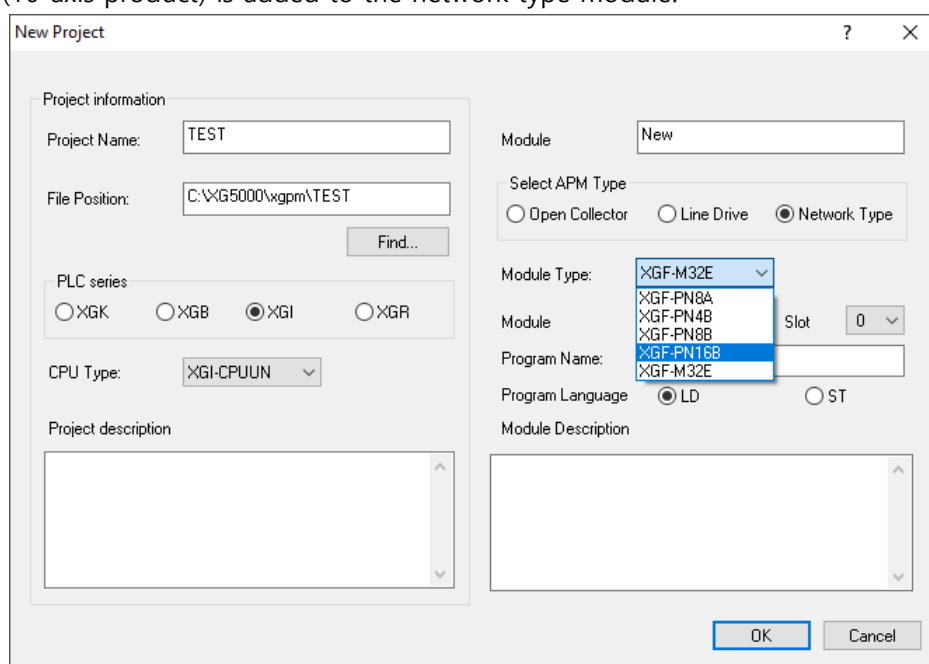 (16 axis product) is added to the network type module.
New Project ? X
Project information
Project Name: TEST
File Position: C:\XG5000\xgpm\TEST
Find...
PLC series
XGK XGB XGI XGR
CPU Type: XGI-CPUUN
Project description
Module New
Select APM Type
Open Collector Line Drive Network Type
Module Type: XGF-M32E
XGF-PN8A
XGF-PN4B
XGF-PN8B
XGF-PN16B
XGF-M32E
Module Slot 0
Program Name:
Program Language LD ST
Module Description
OK Cancel